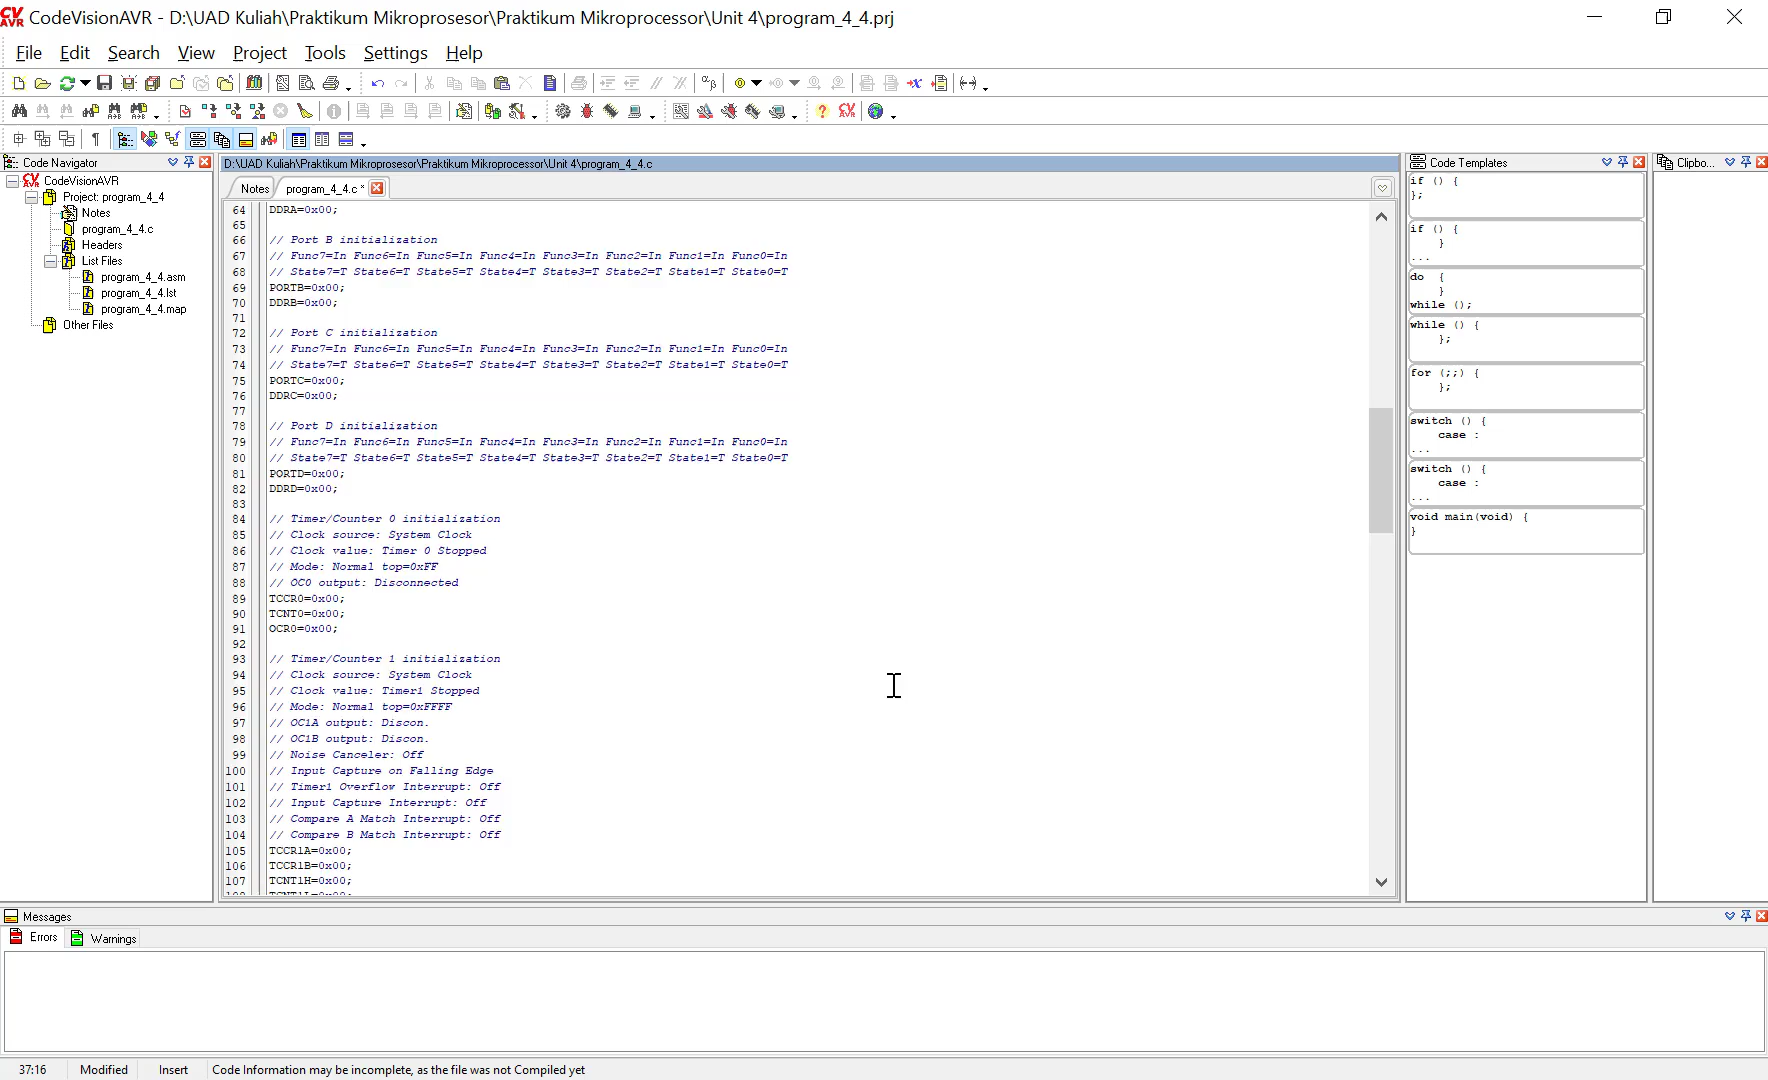 CodeVisionAVR - D:\UAD Kuliah\Praktikum Mikroprosesor\Praktikum Mikroprocessor\Unit 4\program_4_4.prj
File Edit Search View Project Tools Settings Help
Code Navigator
CodeVisionAVR
Project: program_4_4
Notes
program_4_4.c
Headers
List Files
program_4_4.asm
program_4_4.lst
program_4_4.map
Other Files
D:\UAD Kuliah\Praktikum Mikroprosesor\Praktikum Mikroprocessor\Unit 4\program_4_4.c
Notes program_4_4.c *
64 DDRA=0x00;
65
66 // Port B initialization
67 // Func7=In Func6=In Func5=In Func4=In Func3=In Func2=In Func1=In Func0=In
68 // State7=T State6=T State5=T State4=T State3=T State2=T State1=T State0=T
69 PORTB=0x00;
70 DDRB=0x00;
71
72 // Port C initialization
73 // Func7=In Func6=In Func5=In Func4=In Func3=In Func2=In Func1=In Func0=In
74 // State7=T State6=T State5=T State4=T State3=T State2=T State1=T State0=T
75 PORTC=0x00;
76 DDRC=0x00;
77
78 // Port D initialization
79 // Func7=In Func6=In Func5=In Func4=In Func3=In Func2=In Func1=In Func0=In
80 // State7=T State6=T State5=T State4=T State3=T State2=T State1=T State0=T
81 PORTD=0x00;
82 DDRD=0x00;
83
84 // Timer/Counter 0 initialization
85 // Clock source: System Clock
86 // Clock value: Timer 0 Stopped
87 // Mode: Normal top=0xFF
88 // OC0 output: Disconnected
89 TCCR0=0x00;
90 TCNT0=0x00;
91 OCR0=0x00;
92
93 // Timer/Counter 1 initialization
94 // Clock source: System Clock
95 // Clock value: Timer1 Stopped
96 // Mode: Normal top=0xFFFF
97 // OC1A output: Discon.
98 // OC1B output: Discon.
99 // Noise Canceler: Off
100 // Input Capture on Falling Edge
101 // Timer1 Overflow Interrupt: Off
102 // Input Capture Interrupt: Off
103 // Compare A Match Interrupt: Off
104 // Compare B Match Interrupt: Off
105 TCCR1A=0x00;
106 TCCR1B=0x00;
107 TCNT1H=0x00;
Code Templates
if () {
};
if () {
}
...
do {
}
while ();
while () {
};
for (;;) {
};
switch () {
case :
...
switch () {
case :
...
void main(void) {
}
Clipbo...
Messages
Errors Warnings
37:16 Modified Insert Code Information may be incomplete, as the file was not Compiled yet